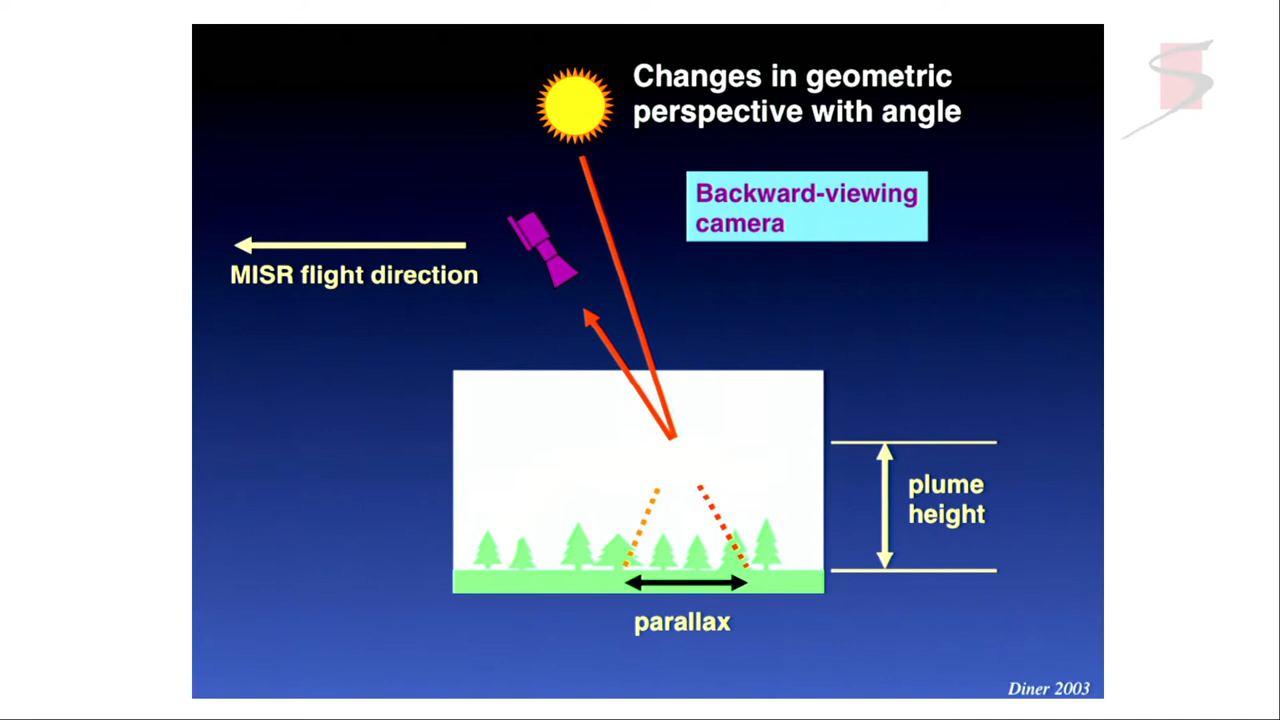 Changes in geometric
perspective with angle
Backward-viewing
camera
MISR flight direction
plume
height
parallax
Diner 2003